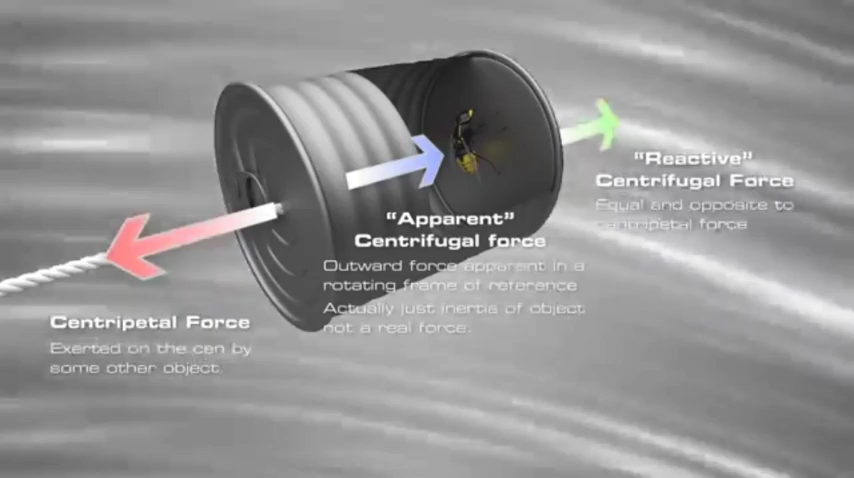 "Reactive"
Centrifugal Force
Equal and opposite to
centripetal force
"Apparent"
Centrifugal force
Outward force apparent in a
rotating frame of reference
Actually just inertia of object
not a real force.
Centripetal Force
Exerted on the can by
some other object.